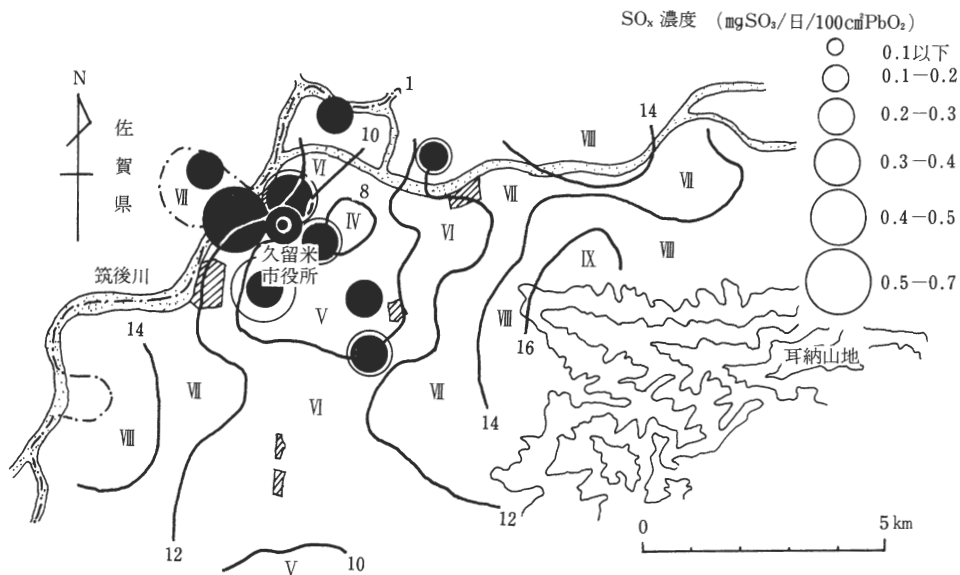 SOx 濃度 (mgSO₃/日/100cm²PbO₂)
0.1以下
0.1−0.2
0.2−0.3
0.3−0.4
0.4−0.5
0.5−0.7
N
佐
賀
県
1
10
14
Ⅷ
Ⅵ
Ⅶ
Ⅶ
Ⅶ
8
Ⅳ
Ⅵ
久留米
市役所
Ⅸ
Ⅷ
筑後川
Ⅴ
Ⅷ
14
16
耳納山地
Ⅶ
Ⅵ
Ⅶ
14
Ⅷ
12
12
Ⅴ
10
0
5 km